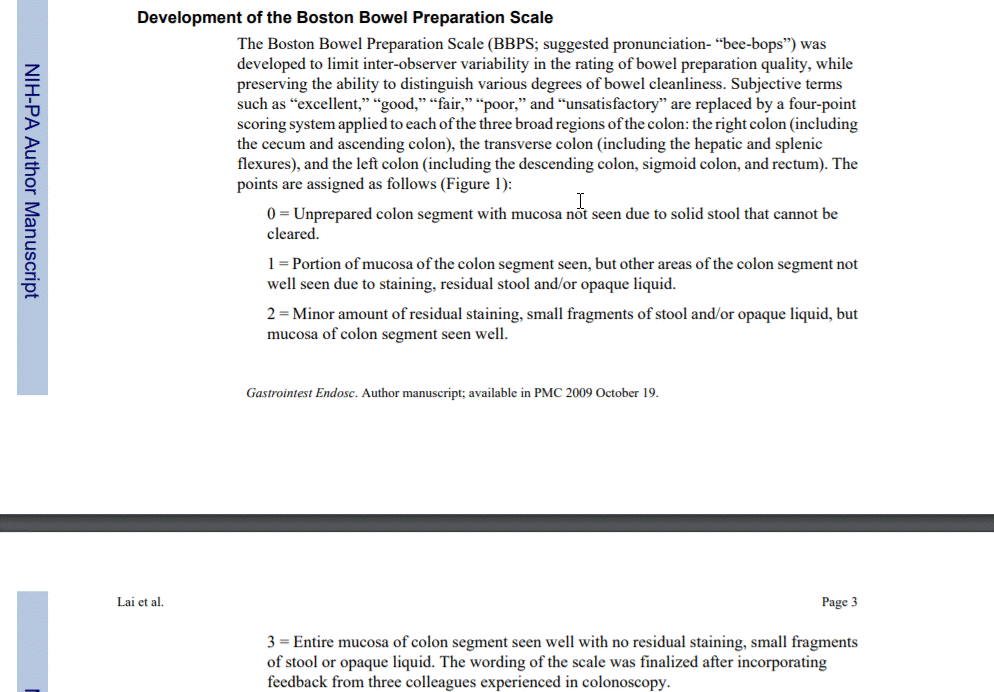 Development of the Boston Bowel Preparation Scale
The Boston Bowel Preparation Scale (BBPS; suggested pronunciation- “bee-bops”) was
developed to limit inter-observer variability in the rating of bowel preparation quality, while
preserving the ability to distinguish various degrees of bowel cleanliness. Subjective terms
such as “excellent,” “good,” “fair,” “poor,” and “unsatisfactory” are replaced by a four-point
scoring system applied to each of the three broad regions of the colon: the right colon (including
the cecum and ascending colon), the transverse colon (including the hepatic and splenic
flexures), and the left colon (including the descending colon, sigmoid colon, and rectum). The
points are assigned as follows (Figure 1):
0 = Unprepared colon segment with mucosa not seen due to solid stool that cannot be
cleared.
1 = Portion of mucosa of the colon segment seen, but other areas of the colon segment not
well seen due to staining, residual stool and/or opaque liquid.
2 = Minor amount of residual staining, small fragments of stool and/or opaque liquid, but
mucosa of colon segment seen well.
NIH-PA Author Manuscript
Gastrointest Endosc. Author manuscript; available in PMC 2009 October 19.
Lai et al.
Page 3
3 = Entire mucosa of colon segment seen well with no residual staining, small fragments
of stool or opaque liquid. The wording of the scale was finalized after incorporating
feedback from three colleagues experienced in colonoscopy.